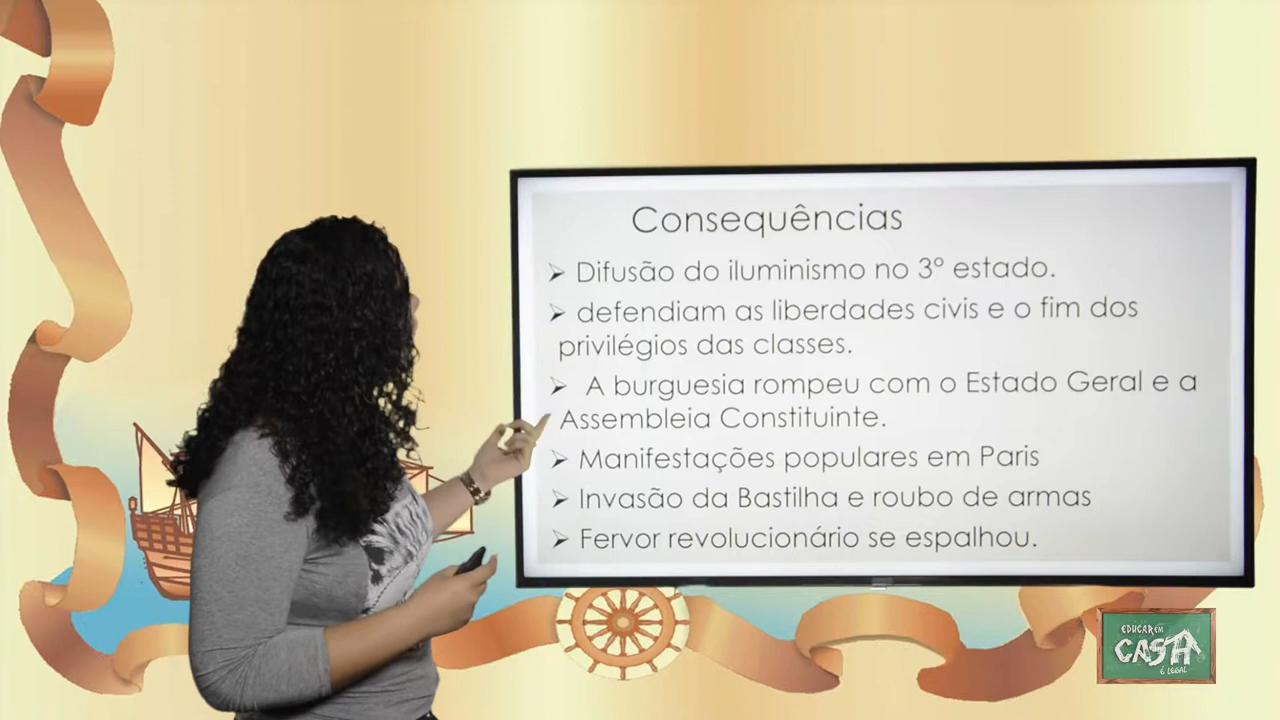 Consequências
➢ Difusão do iluminismo no 3° estado.
➢ defendiam as liberdades civis e o fim dos
privilégios das classes.
➢ A burguesia rompeu com o Estado Geral e a
Assembleia Constituinte.
➢ Manifestações populares em Paris
➢ Invasão da Bastilha e roubo de armas
➢ Fervor revolucionário se espalhou.
EDUCAR EM
CASA
É LEGAL